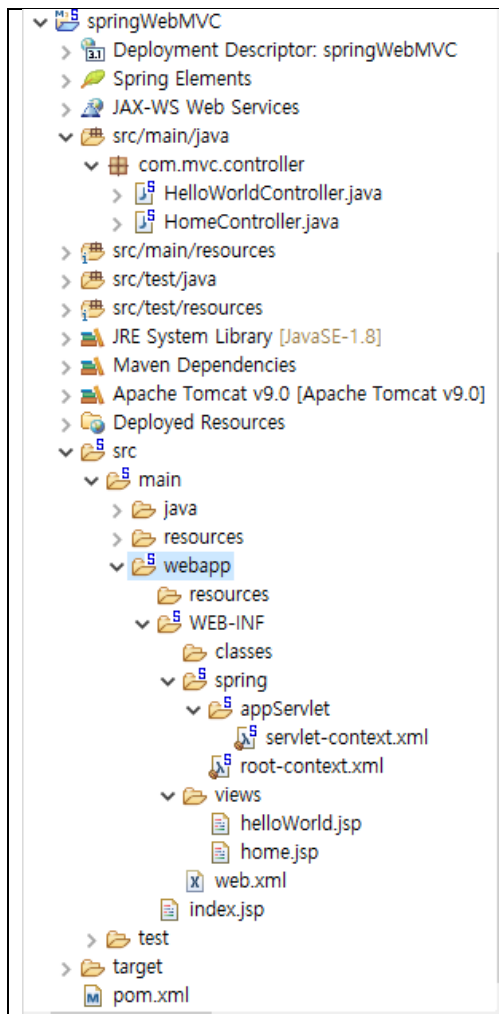 springWebMVC
Deployment Descriptor: springWebMVC
Spring Elements
JAX-WS Web Services
src/main/java
com.mvc.controller
HelloWorldController.java
HomeController.java
src/main/resources
src/test/java
src/test/resources
JRE System Library [JavaSE-1.8]
Maven Dependencies
Apache Tomcat v9.0 [Apache Tomcat v9.0]
Deployed Resources
src
main
java
resources
webapp
resources
WEB-INF
classes
spring
appServlet
servlet-context.xml
root-context.xml
views
helloWorld.jsp
home.jsp
web.xml
index.jsp
test
target
pom.xml